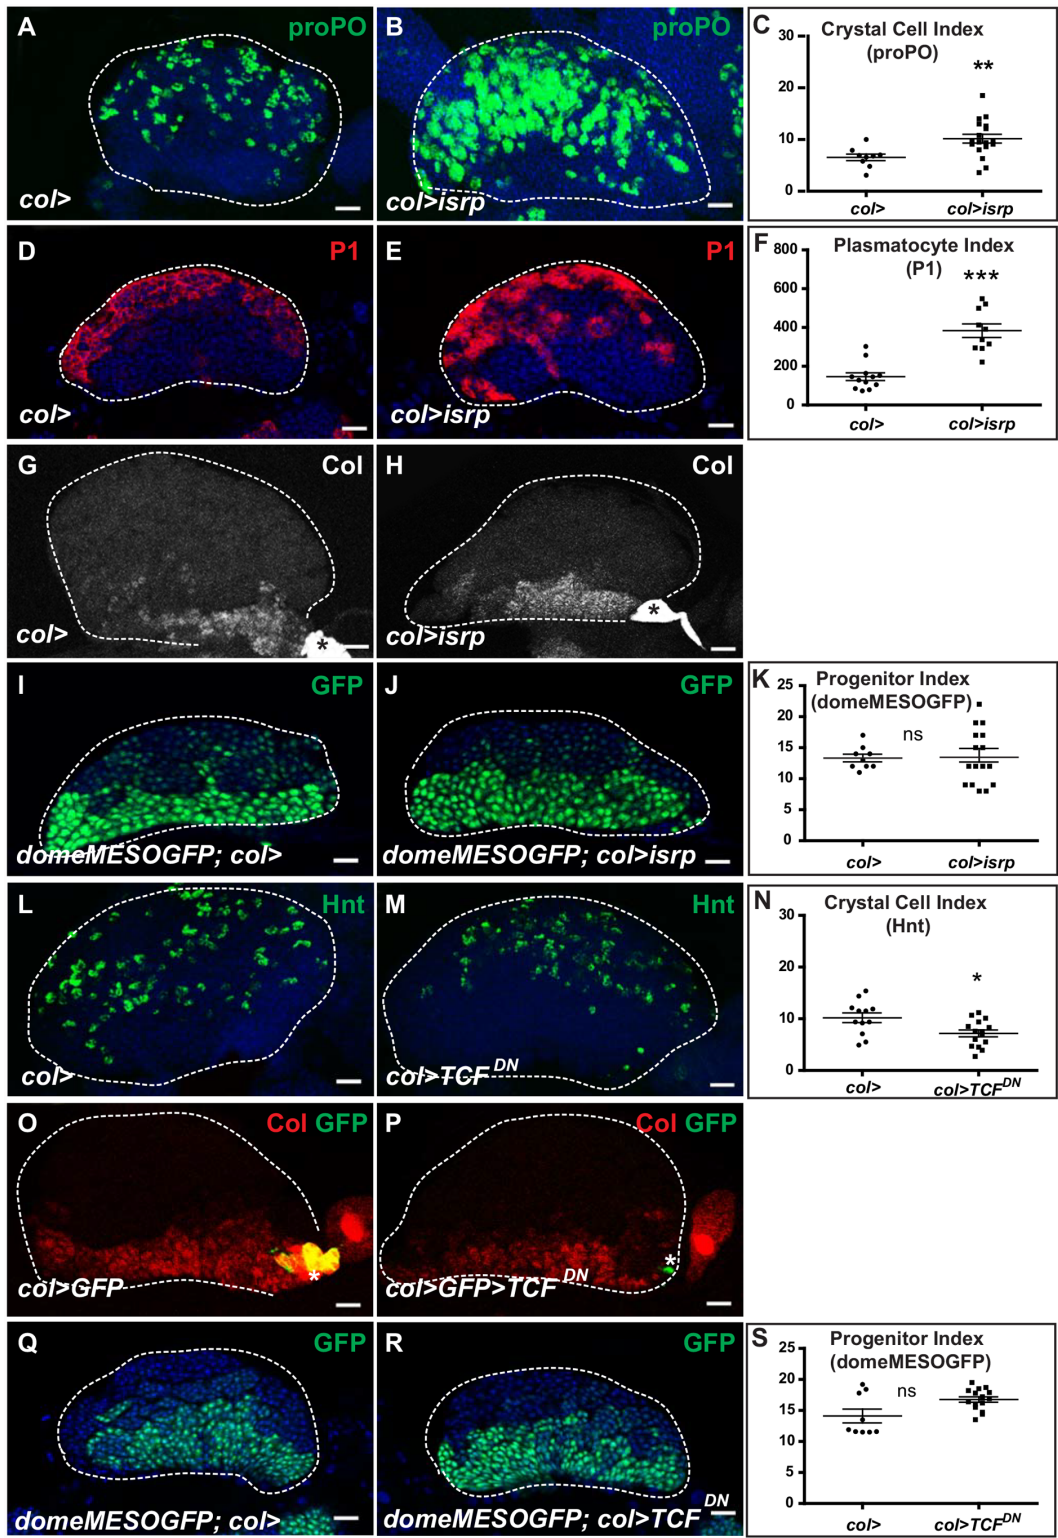 A proPO
col>
B proPO
col>isrp
C Crystal Cell Index
(proPO)
30
20
10
0
**
col> col>isrp
D P1
col>
E P1
col>isrp
F Plasmatocyte Index
(P1)
800
600
400
200
0
***
col> col>isrp
G Col
col>
*
H Col
col>isrp
*
I GFP
domeMESOGFP; col>
J GFP
domeMESOGFP; col>isrp
K Progenitor Index
(domeMESOGFP)
25
20
15
10
5
0
ns
col> col>isrp
L Hnt
col>
M Hnt
col>TCF DN
N Crystal Cell Index
(Hnt)
30
20
10
0
*
col> col>TCF DN
O Col GFP
col>GFP
*
P Col GFP
col>GFP>TCF DN
*
Q GFP
domeMESOGFP; col>
R GFP
domeMESOGFP; col>TCF DN
S Progenitor Index
(domeMESOGFP)
25
20
15
10
5
0
ns
col> col>TCF DN